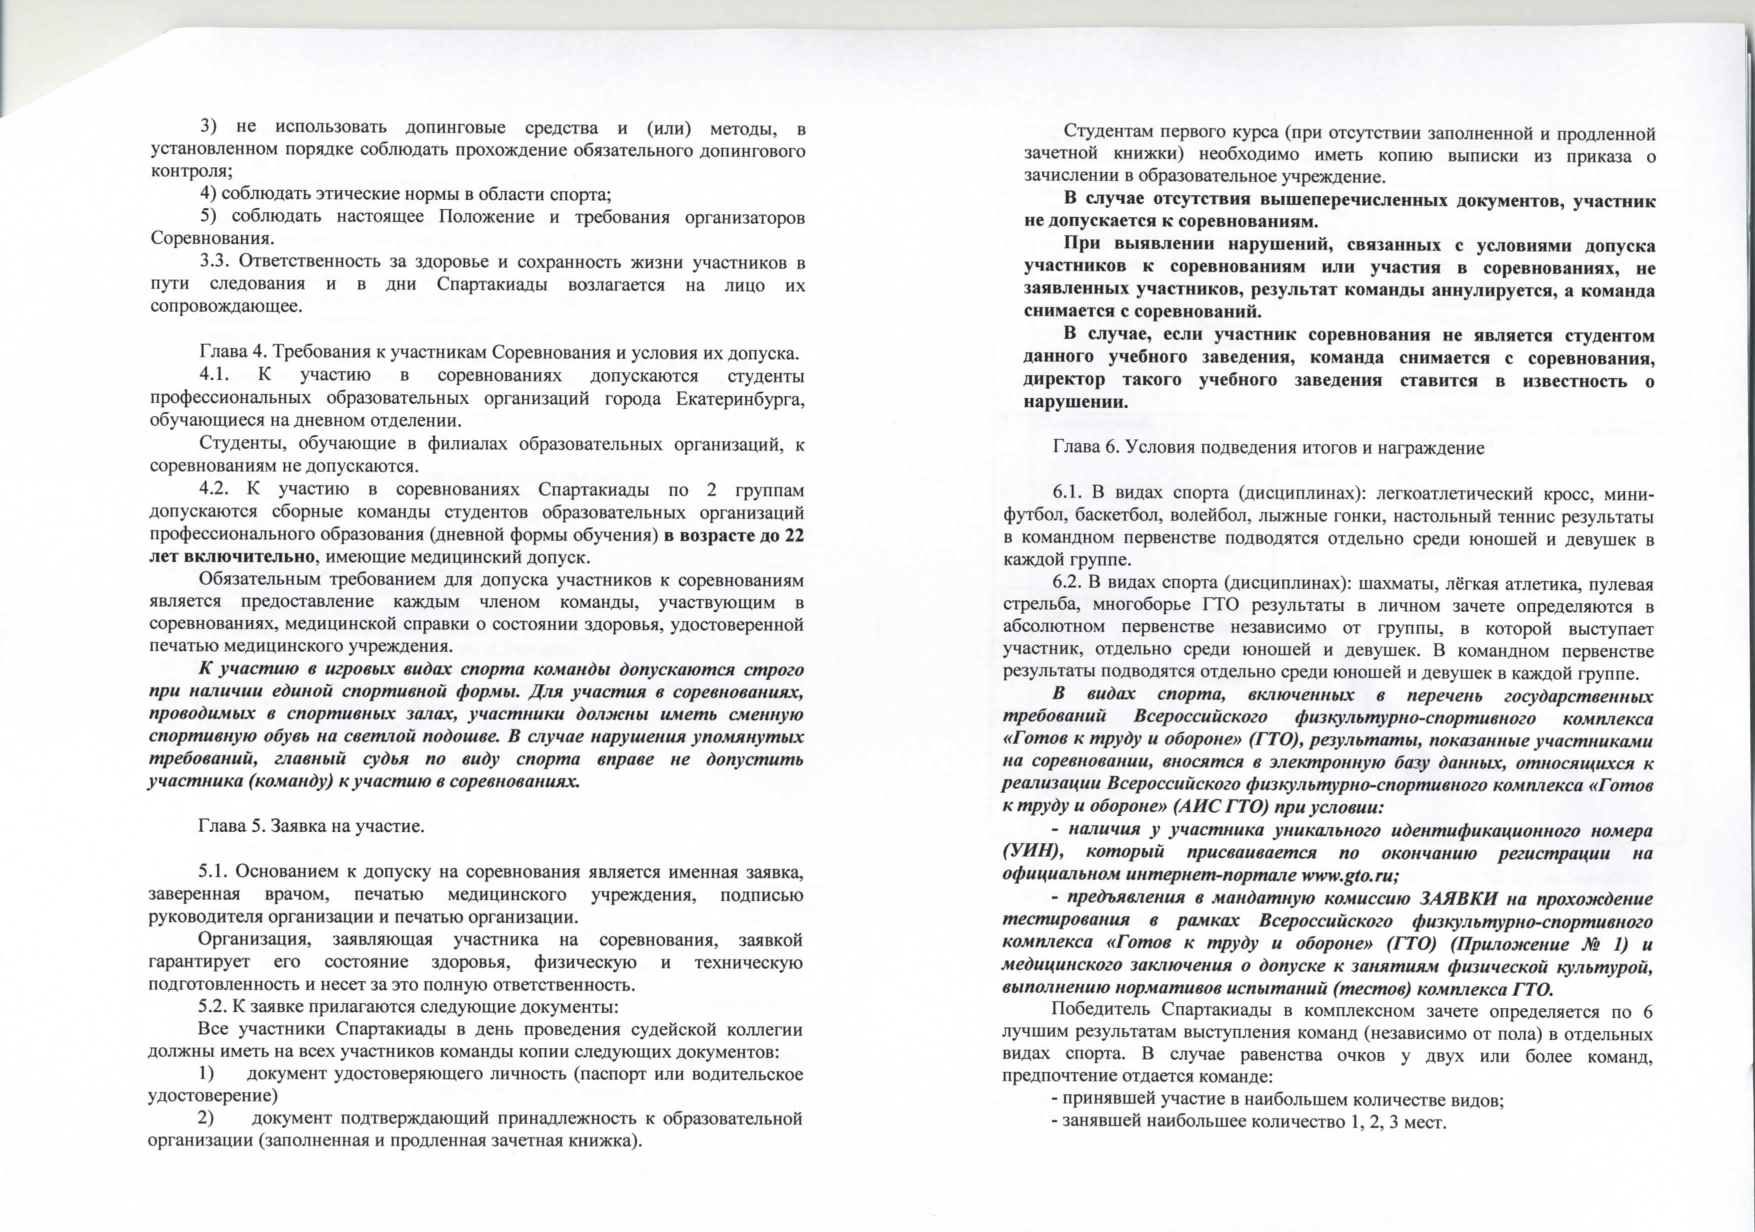 3) не использовать допинговые средства и (или) методы, в
установленном порядке соблюдать прохождение обязательного допингового
контроля;
4) соблюдать этические нормы в области спорта;
5) соблюдать настоящее Положение и требования организаторов
Соревнования.
3.3. Ответственность за здоровье и сохранность жизни участников в
пути следования и в дни Спартакиады возлагается на лицо их
сопровождающее.
Глава 4. Требования к участникам Соревнования и условия их допуска.
4.1. К участию в соревнованиях допускаются студенты
профессиональных образовательных организаций города Екатеринбурга,
обучающиеся на дневном отделении.
Студенты, обучающие в филиалах образовательных организаций, к
соревнованиям не допускаются.
4.2. К участию в соревнованиях Спартакиады по 2 группам
допускаются сборные команды студентов образовательных организаций
профессионального образования (дневной формы обучения) в возрасте до 22
лет включительно, имеющие медицинский допуск.
Обязательным требованием для допуска участников к соревнованиям
является предоставление каждым членом команды, участвующим в
соревнованиях, медицинской справки о состоянии здоровья, удостоверенной
печатью медицинского учреждения.
К участию в игровых видах спорта команды допускаются строго
при наличии единой спортивной формы. Для участия в соревнованиях,
проводимых в спортивных залах, участники должны иметь сменную
спортивную обувь на светлой подошве. В случае нарушения упомянутых
требований, главный судья по виду спорта вправе не допустить
участника (команду) к участию в соревнованиях.
Глава 5. Заявка на участие.
5.1. Основанием к допуску на соревнования является именная заявка,
заверенная врачом, печатью медицинского учреждения, подписью
руководителя организации и печатью организации.
Организация, заявляющая участника на соревнования, заявкой
гарантирует его состояние здоровья, физическую и техническую
подготовленность и несет за это полную ответственность.
5.2. К заявке прилагаются следующие документы:
Все участники Спартакиады в день проведения судейской коллегии
должны иметь на всех участников команды копии следующих документов:
1) документ удостоверяющего личность (паспорт или водительское
удостоверение)
2) документ подтверждающий принадлежность к образовательной
организации (заполненная и продленная зачетная книжка).
Студентам первого курса (при отсутствии заполненной и продленной
зачетной книжки) необходимо иметь копию выписки из приказа о
зачислении в образовательное учреждение.
В случае отсутствия вышеперечисленных документов, участник
не допускается к соревнованиям.
При выявлении нарушений, связанных с условиями допуска
участников к соревнованиям или участия в соревнованиях, не
заявленных участников, результат команды аннулируется, а команда
снимается с соревнований.
В случае, если участник соревнования не является студентом
данного учебного заведения, команда снимается с соревнования,
директор такого учебного заведения ставится в известность о
нарушении.
Глава 6. Условия подведения итогов и награждение
6.1. В видах спорта (дисциплинах): легкоатлетический кросс, мини-
футбол, баскетбол, волейбол, лыжные гонки, настольный теннис результаты
в командном первенстве подводятся отдельно среди юношей и девушек в
каждой группе.
6.2. В видах спорта (дисциплинах): шахматы, лёгкая атлетика, пулевая
стрельба, многоборье ГТО результаты в личном зачете определяются в
абсолютном первенстве независимо от группы, в которой выступает
участник, отдельно среди юношей и девушек. В командном первенстве
результаты подводятся отдельно среди юношей и девушек в каждой группе.
В видах спорта, включенных в перечень государственных
требований Всероссийского физкультурно-спортивного комплекса
«Готов к труду и обороне» (ГТО), результаты, показанные участниками
на соревновании, вносятся в электронную базу данных, относящихся к
реализации Всероссийского физкультурно-спортивного комплекса «Готов
к труду и обороне» (АИС ГТО) при условии:
- наличия у участника уникального идентификационного номера
(УИН), который присваивается по окончанию регистрации на
официальном интернет-портале www.gto.ru;
- предъявления в мандатную комиссию ЗАЯВКИ на прохождение
тестирования в рамках Всероссийского физкультурно-спортивного
комплекса «Готов к труду и обороне» (ГТО) (Приложение № 1) и
медицинского заключения о допуске к занятиям физической культурой,
выполнению нормативов испытаний (тестов) комплекса ГТО.
Победитель Спартакиады в комплексном зачете определяется по 6
лучшим результатам выступления команд (независимо от пола) в отдельных
видах спорта. В случае равенства очков у двух или более команд,
предпочтение отдается команде:
- принявшей участие в наибольшем количестве видов;
- занявшей наибольшее количество 1, 2, 3 мест.